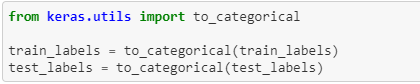 from keras.utils import to_categorical
train_labels = to_categorical(train_labels)
test_labels = to_categorical(test_labels)